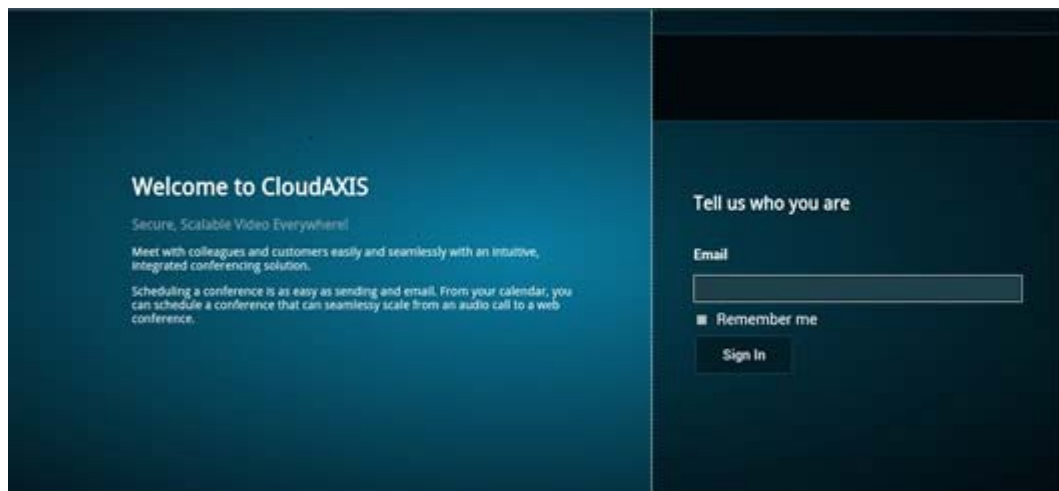 Welcome to CloudAXIS
Secure, Scalable Video Everywhere!
Meet with colleagues and customers easily and seamlessly with an intuitive,
integrated conferencing solution.
Scheduling a conference is as easy as sending and email. From your calendar, you
can schedule a conference that can seamlessy scale from an audio call to a web
conference.
Tell us who you are
Email
Remember me
Sign In